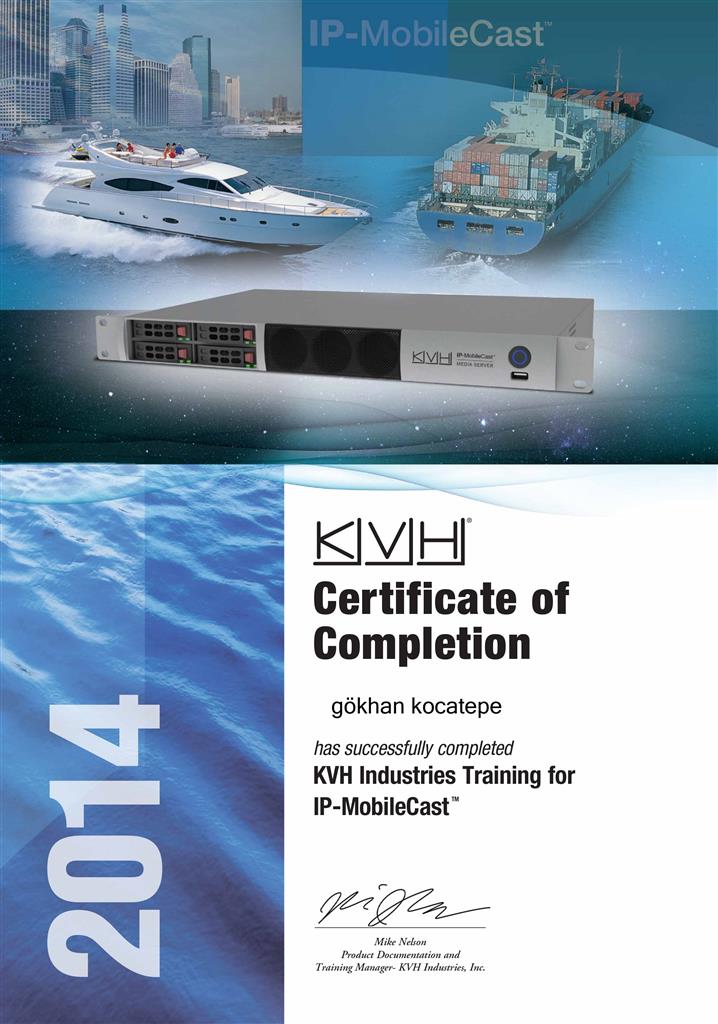 IP-MobileCast™
KVH IP-MobileCast™
MEDIA SERVER
KVH®
Certificate of
Completion
gökhan kocatepe
has successfully completed
KVH Industries Training for
IP-MobileCast™
2014
Mike Nelson
Product Documentation and
Training Manager- KVH Industries, Inc.